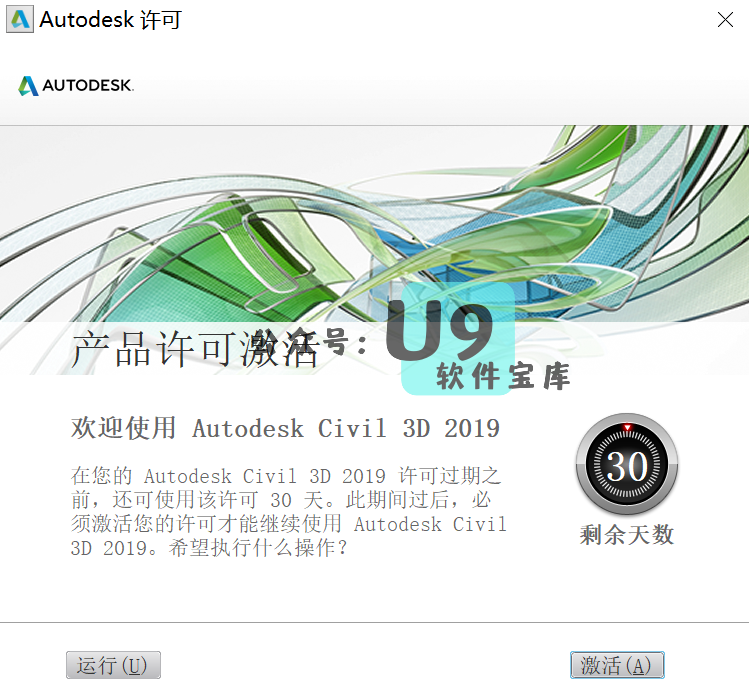 Autodesk 许可
AUTODESK.
产品许可激活
公众号：U9
软件宝库
欢迎使用 Autodesk Civil 3D 2019
在您的 Autodesk Civil 3D 2019 许可过期之
前，还可使用该许可 30 天。此期间过后，必
须激活您的许可才能继续使用 Autodesk Civil
3D 2019。希望执行什么操作？
30
剩余天数
运行(U)
激活(A)